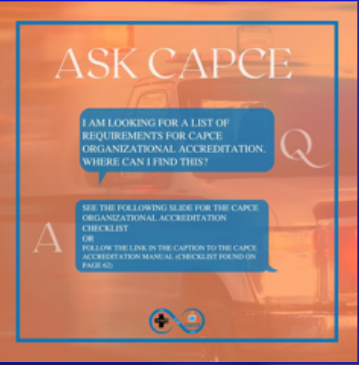 ASK CAPCE
I AM LOOKING FOR A LIST OF
REQUIREMENTS FOR CAPCE
ORGANIZATIONAL ACCREDITATION.
WHERE CAN I FIND THIS?
Q
A
SEE THE FOLLOWING SLIDE FOR THE CAPCE
ORGANIZATIONAL ACCREDITATION
CHECKLIST
OR
FOLLOW THE LINK IN THE CAPTION TO THE CAPCE
ACCREDITATION MANUAL (CHECKLIST FOUND ON
PAGE 62)